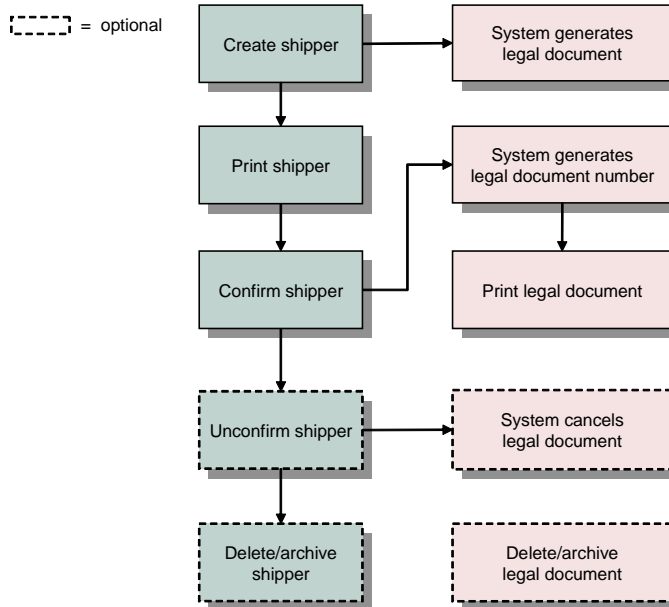 = optional
Create shipper
System generates
legal document
Print shipper
System generates
legal document number
Confirm shipper
Print legal document
Unconfirm shipper
System cancels
legal document
Delete/archive
shipper
Delete/archive
legal document